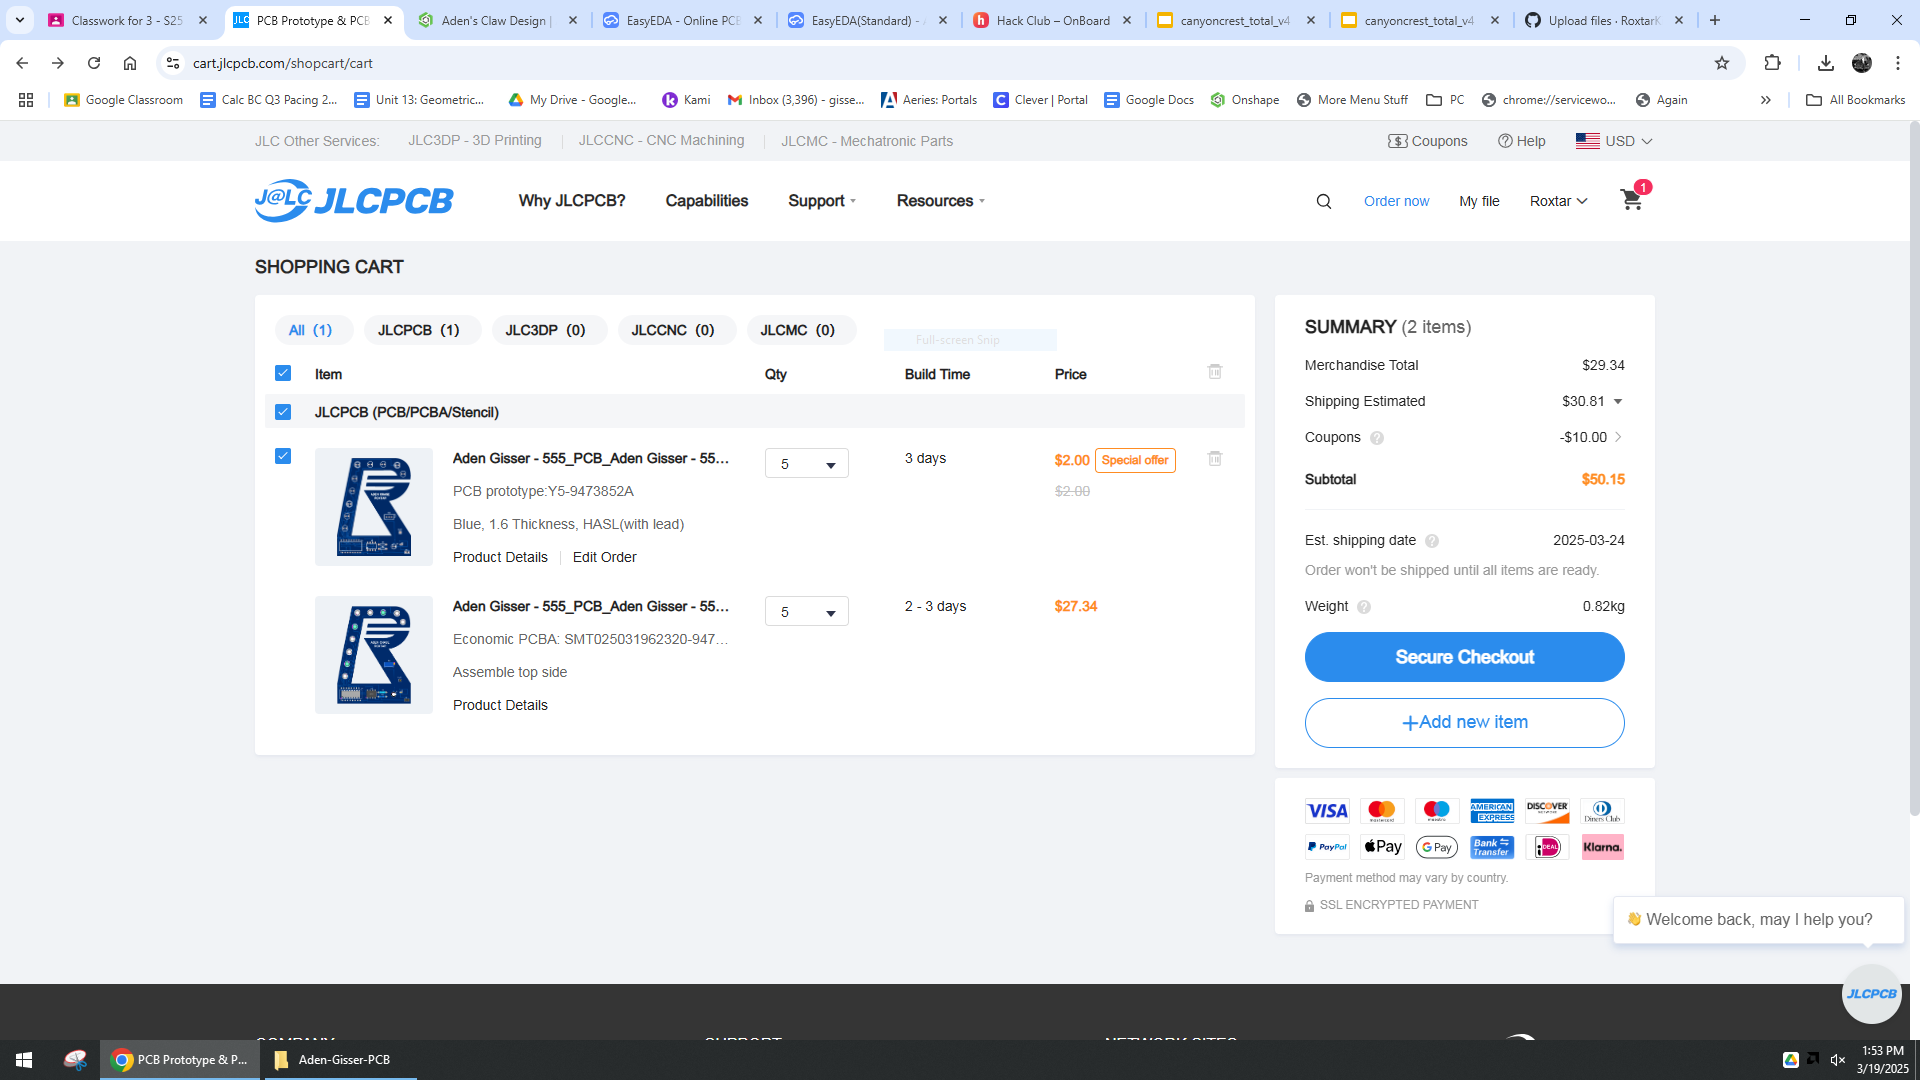 Classwork for 3 - S25
PCB Prototype & PCB
Aden's Claw Design |
EasyEDA - Online PCB
EasyEDA(Standard) - A
Hack Club – OnBoard
canyoncrest_total_v4
canyoncrest_total_v4
Upload files · RoxtarK
cart.jlcpcb.com/shopcart/cart
Google Classroom
Calc BC Q3 Pacing 2...
Unit 13: Geometric...
My Drive - Google...
Kami
Inbox (3,396) - gisse...
Aeries: Portals
Clever | Portal
Google Docs
Onshape
More Menu Stuff
PC
chrome://servicewo...
Again
All Bookmarks
JLC Other Services:
JLC3DP - 3D Printing
JLCCNC - CNC Machining
JLCMC - Mechatronic Parts
Coupons
Help
USD
J@LC JLCPCB
Why JLCPCB?
Capabilities
Support
Resources
Order now
My file
Roxtar
1
SHOPPING CART
All (1)
JLCPCB (1)
JLC3DP (0)
JLCCNC (0)
JLCMC (0)
Full-screen Snip
Item
Qty
Build Time
Price
JLCPCB (PCB/PCBA/Stencil)
Aden Gisser - 555_PCB_Aden Gisser - 55...
5
3 days
$2.00 Special offer
$2.00
PCB prototype:Y5-9473852A
Blue, 1.6 Thickness, HASL(with lead)
Product Details
Edit Order
Aden Gisser - 555_PCB_Aden Gisser - 55...
5
2 - 3 days
$27.34
Economic PCBA: SMT025031962320-947...
Assemble top side
Product Details
SUMMARY (2 items)
Merchandise Total $29.34
Shipping Estimated $30.81
Coupons -$10.00
Subtotal $50.15
Est. shipping date 2025-03-24
Order won't be shipped until all items are ready.
Weight 0.82kg
Secure Checkout
+Add new item
VISA
mastercard
maestro
AMERICAN EXPRESS
DISCOVER
Diners Club
PayPal
Pay
G Pay
Bank Transfer
iDEAL
Klarna.
Payment method may vary by country.
SSL ENCRYPTED PAYMENT
Welcome back, may I help you?
JLCPCB
COMPANY
SUPPORT
NETWORK SITES
PCB Prototype & P...
Aden-Gisser-PCB
1:53 PM
3/19/2025